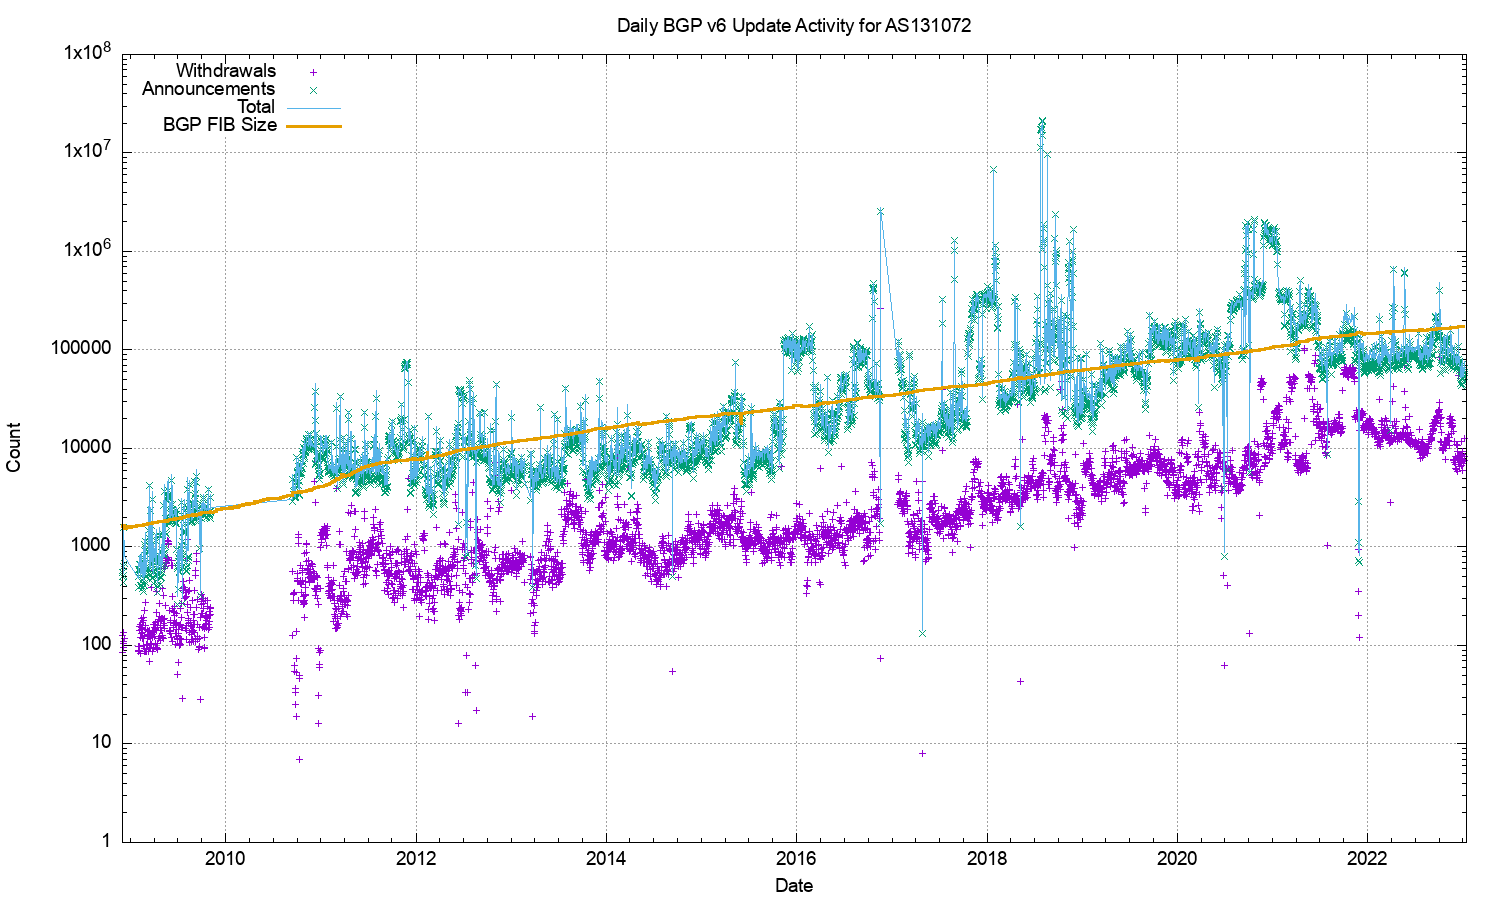 Daily BGP v6 Update Activity for AS131072
1x10^8
1x10^7
1x10^6
100000
10000
1000
100
10
1
Count
Withdrawals
Announcements
Total
BGP FIB Size
2010 2012 2014 2016 2018 2020 2022
Date